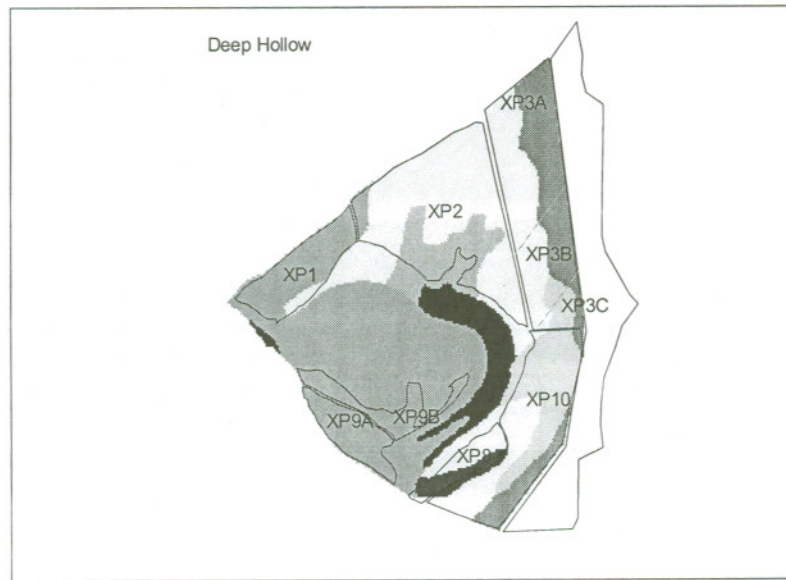 Deep Hollow
XP3A
XP2
XP3B
XP1
XP3C
XP10
XP9A
XP9B
XP8